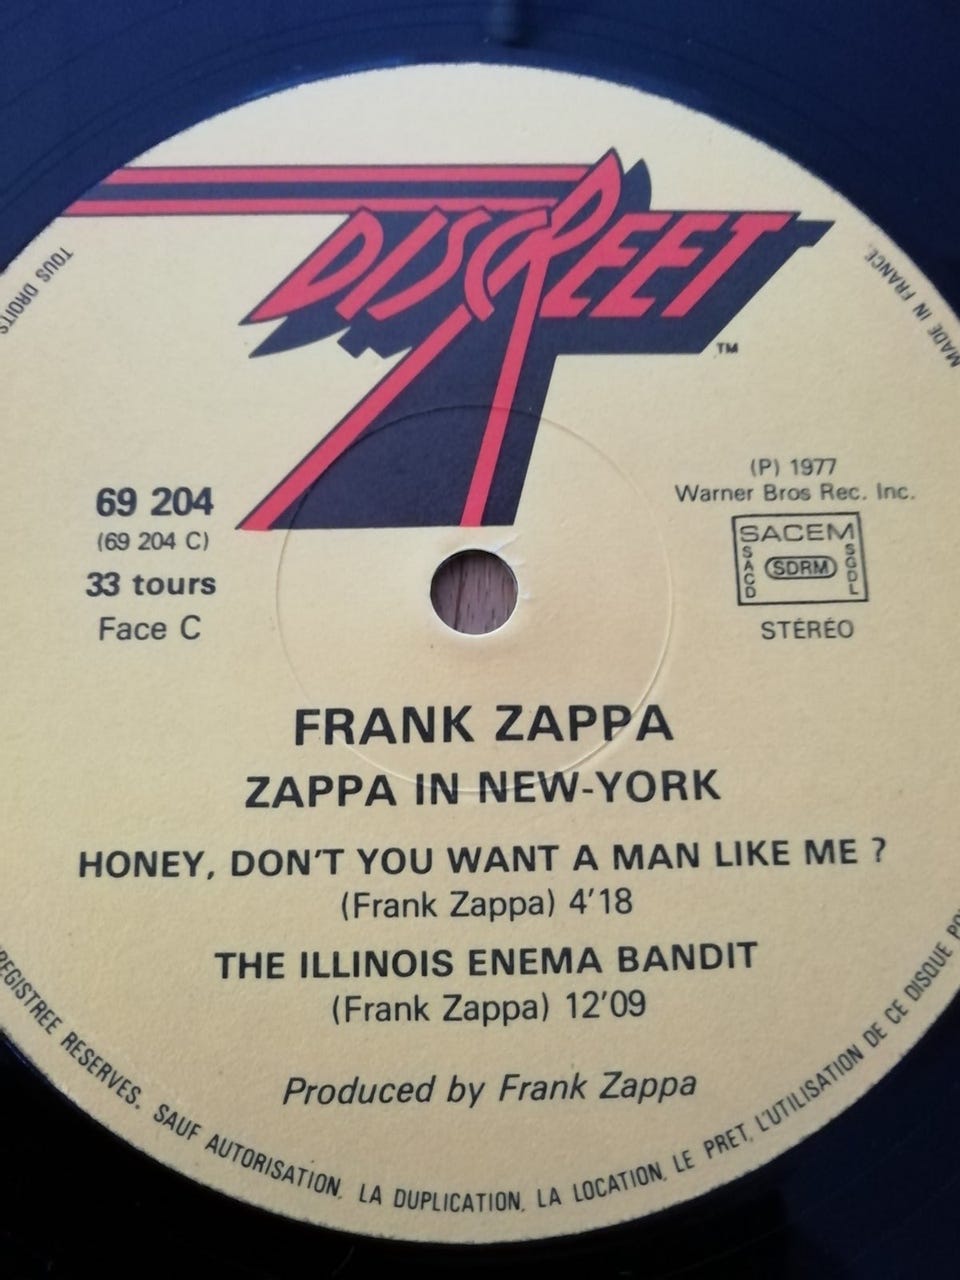 DISCREET
TM
TOUS DROITS
MADE IN FRANCE.
69 204
(69 204 C)
33 tours
Face C
(P) 1977
Warner Bros Rec. Inc.
SACEM
SACD
SDRM
SGDL
STÉRÉO
FRANK ZAPPA
ZAPPA IN NEW-YORK
HONEY, DON'T YOU WANT A MAN LIKE ME ?
(Frank Zappa) 4'18
THE ILLINOIS ENEMA BANDIT
(Frank Zappa) 12'09
Produced by Frank Zappa
RESERVES. SAUF AUTORISATION, LA DUPLICATION, LA LOCATION, LE PRET, L'UTILISATION DE CE DISQUE